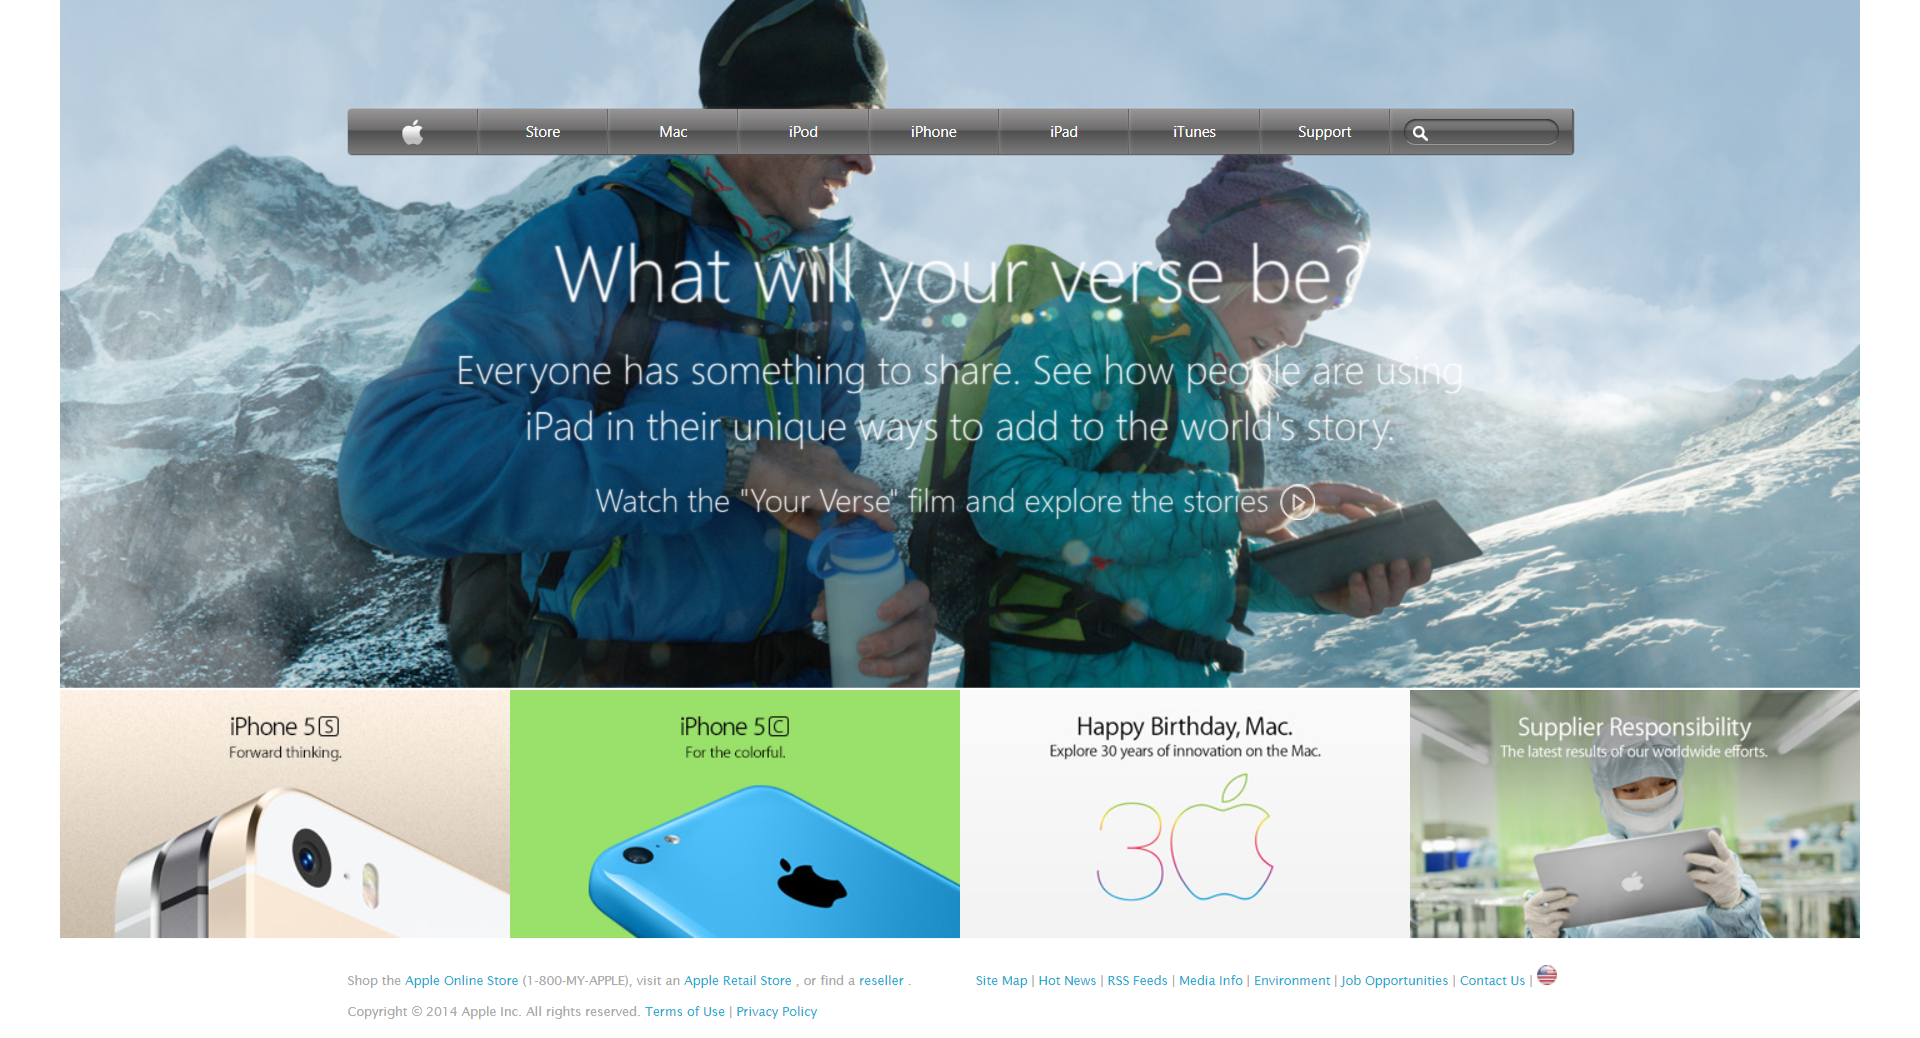 Store Mac iPod iPhone iPad iTunes Support
What will your verse be?
Everyone has something to share. See how people are using
iPad in their unique ways to add to the world's story.
Watch the "Your Verse" film and explore the stories
iPhone 5S
Forward thinking.
iPhone 5C
For the colorful.
Happy Birthday, Mac.
Explore 30 years of innovation on the Mac.
30
Supplier Responsibility
The latest results of our worldwide efforts.
Shop the Apple Online Store (1-800-MY-APPLE), visit an Apple Retail Store , or find a reseller .
Site Map | Hot News | RSS Feeds | Media Info | Environment | Job Opportunities | Contact Us |
Copyright © 2014 Apple Inc. All rights reserved. Terms of Use | Privacy Policy